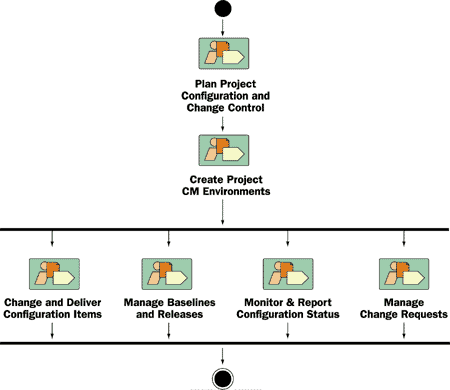 Plan Project
Configuration and
Change Control
Create Project
CM Environments
Change and Deliver
Configuration Items
Manage Baselines
and Releases
Monitor & Report
Configuration Status
Manage
Change Requests